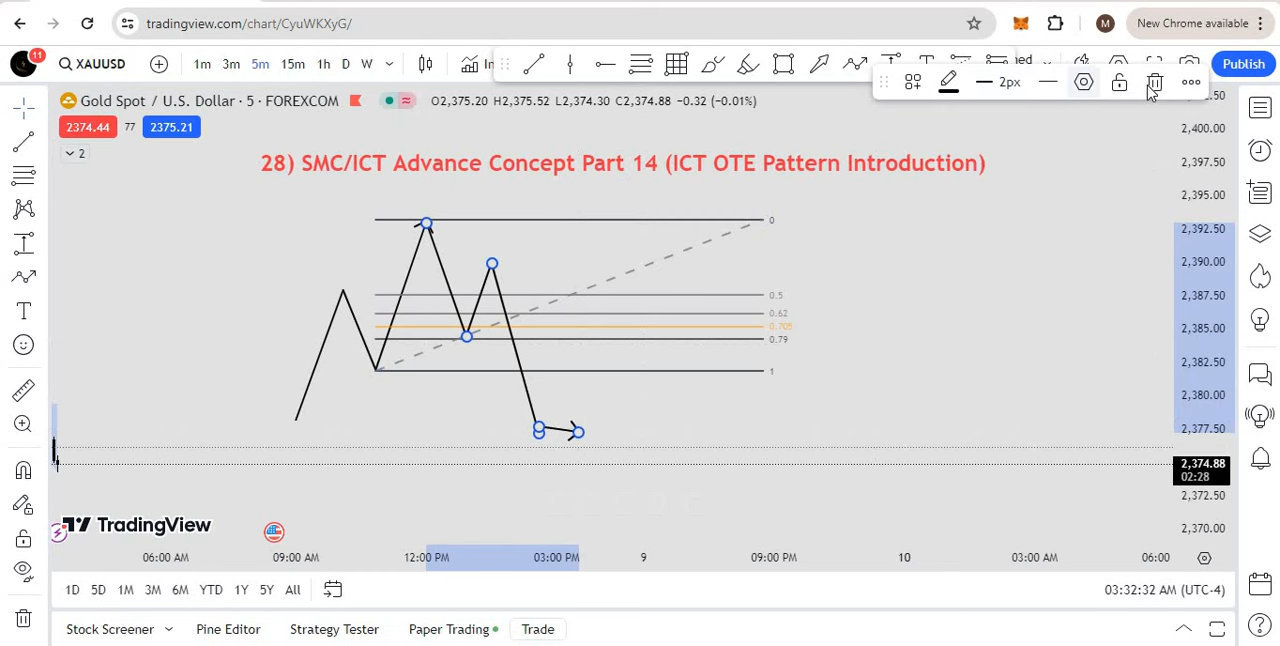 tradingview.com/chart/CyuWKXyG/
M
New Chrome available
11
XAUUSD
1m 3m 5m 15m 1h D W
Publish
2px
Gold Spot / U.S. Dollar · 5 · FOREXCOM
O2,375.20 H2,375.52 L2,374.30 C2,374.88 −0.32 (−0.01%)
2374.44 77 2375.21
2
28) SMC/ICT Advance Concept Part 14 (ICT OTE Pattern Introduction)
0
0.5
0.62
0.705
0.79
1
2,400.00
2,397.50
2,395.00
2,392.50
2,390.00
2,387.50
2,385.00
2,382.50
2,380.00
2,377.50
2,374.88
02:28
2,372.50
2,370.00
TradingView
06:00 AM 09:00 AM 12:00 PM 03:00 PM 9 09:00 PM 10 03:00 AM 06:00
1D 5D 1M 3M 6M YTD 1Y 5Y All
03:32:32 AM (UTC-4)
Stock Screener Pine Editor Strategy Tester Paper Trading Trade